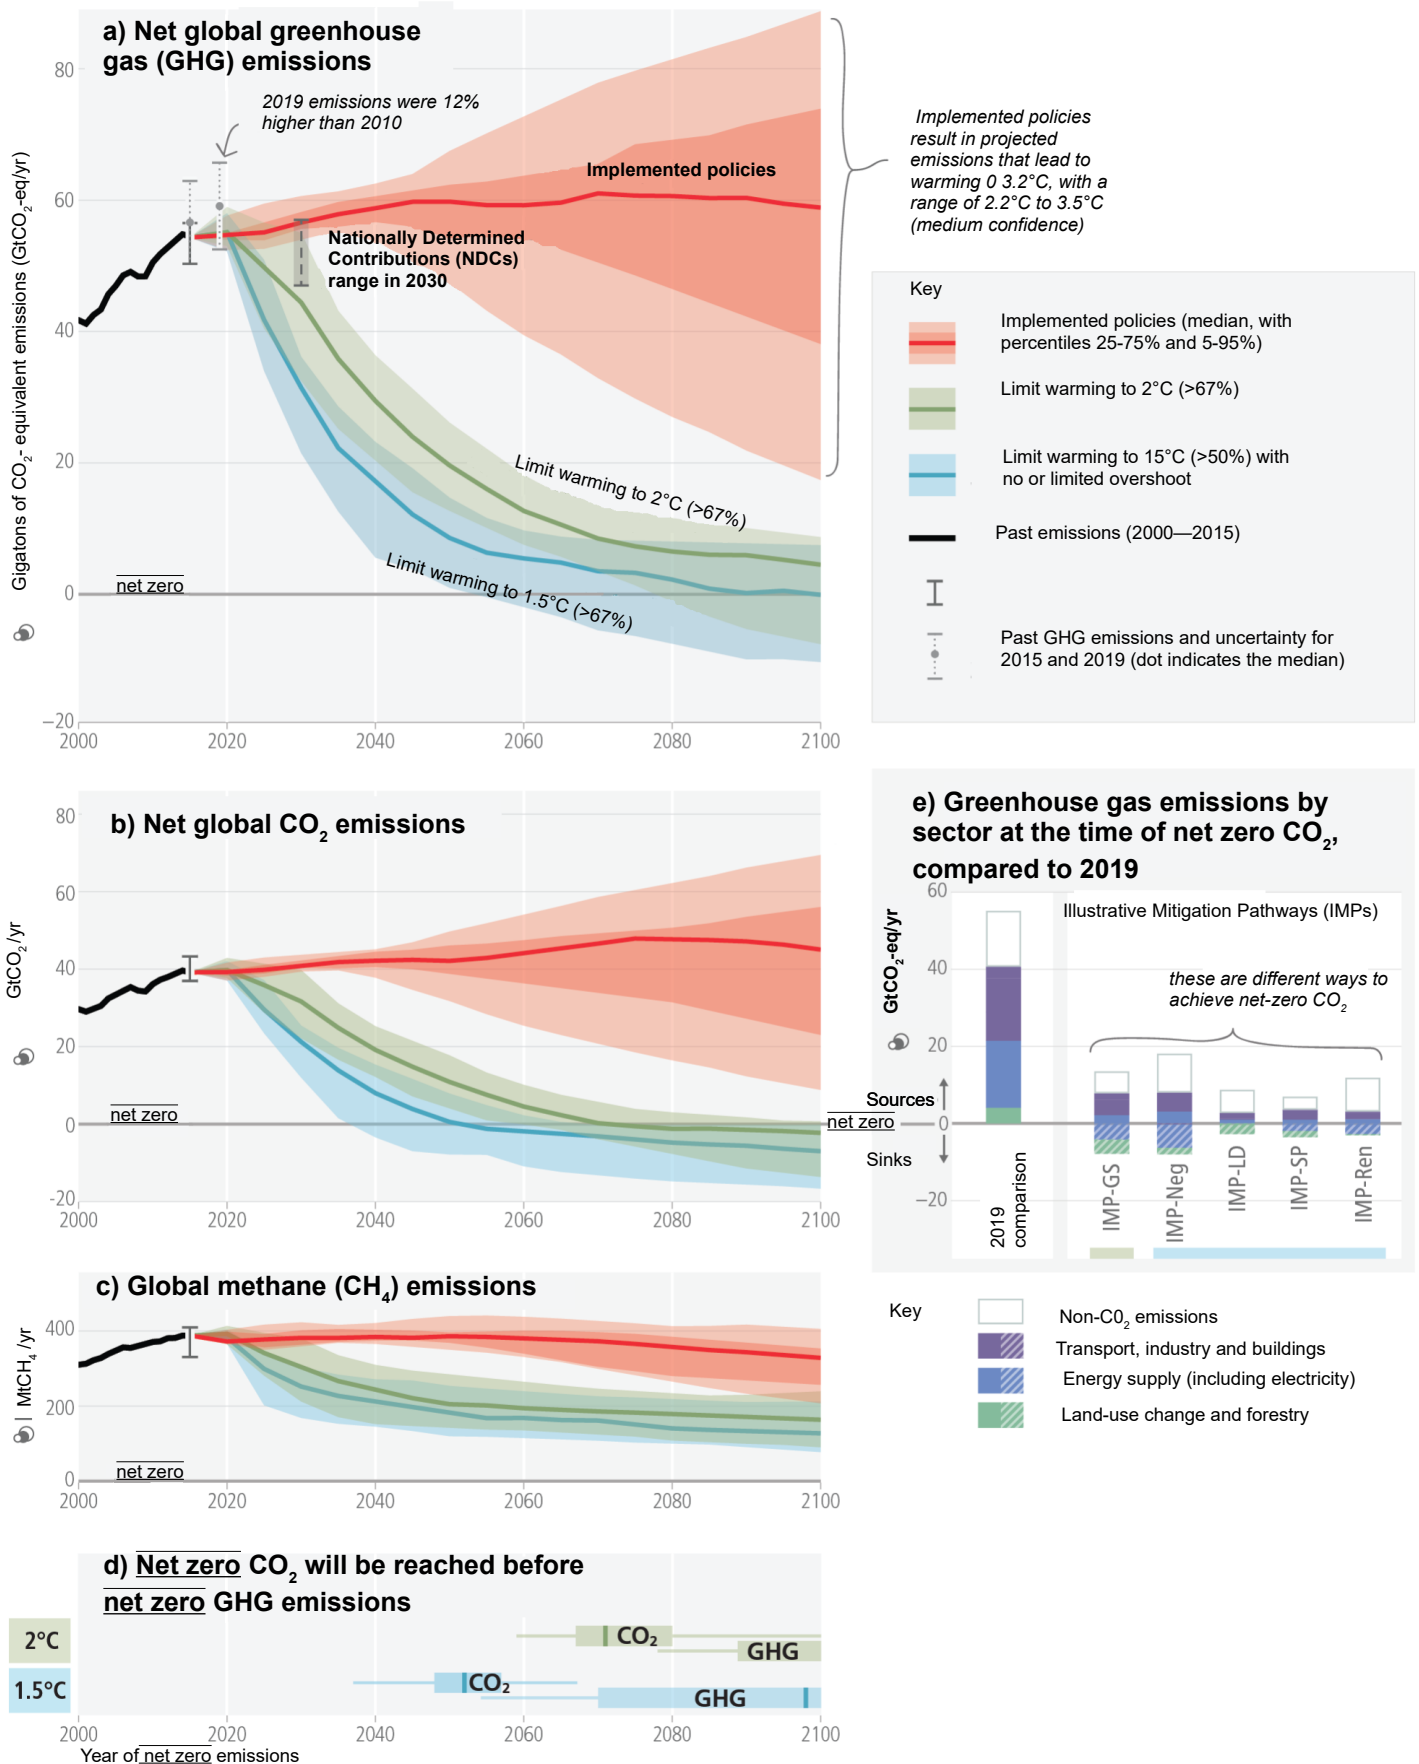 a) Net global greenhouse
gas (GHG) emissions
2019 emissions were 12%
higher than 2010
Gigatons of CO₂- equivalent emissions (GtCO₂-eq/yr)
80
60
40
20
0
−20
Implemented policies
Nationally Determined
Contributions (NDCs)
range in 2030
Limit warming to 2°C (>67%)
Limit warming to 1.5°C (>67%)
net zero
2000 2020 2040 2060 2080 2100
Implemented policies
result in projected
emissions that lead to
warming 0 3.2°C, with a
range of 2.2°C to 3.5°C
(medium confidence)
Key
Implemented policies (median, with
percentiles 25-75% and 5-95%)
Limit warming to 2°C (>67%)
Limit warming to 15°C (>50%) with
no or limited overshoot
Past emissions (2000—2015)
Past GHG emissions and uncertainty for
2015 and 2019 (dot indicates the median)
b) Net global CO₂ emissions
GtCO₂/yr
80
60
40
20
0
-20
net zero
2000 2020 2040 2060 2080 2100
c) Global methane (CH₄) emissions
MtCH₄/yr
400
200
0
net zero
2000 2020 2040 2060 2080 2100
d) Net zero CO₂ will be reached before
net zero GHG emissions
2°C
CO₂
GHG
1.5°C
CO₂
GHG
2000 2020 2040 2060 2080 2100
Year of net zero emissions
e) Greenhouse gas emissions by
sector at the time of net zero CO₂,
compared to 2019
GtCO₂-eq/yr
60
40
20
0
−20
Illustrative Mitigation Pathways (IMPs)
these are different ways to
achieve net-zero CO₂
Sources
net zero
Sinks
2019
comparison
IMP-GS
IMP-Neg
IMP-LD
IMP-SP
IMP-Ren
Key
Non-C0₂ emissions
Transport, industry and buildings
Energy supply (including electricity)
Land-use change and forestry